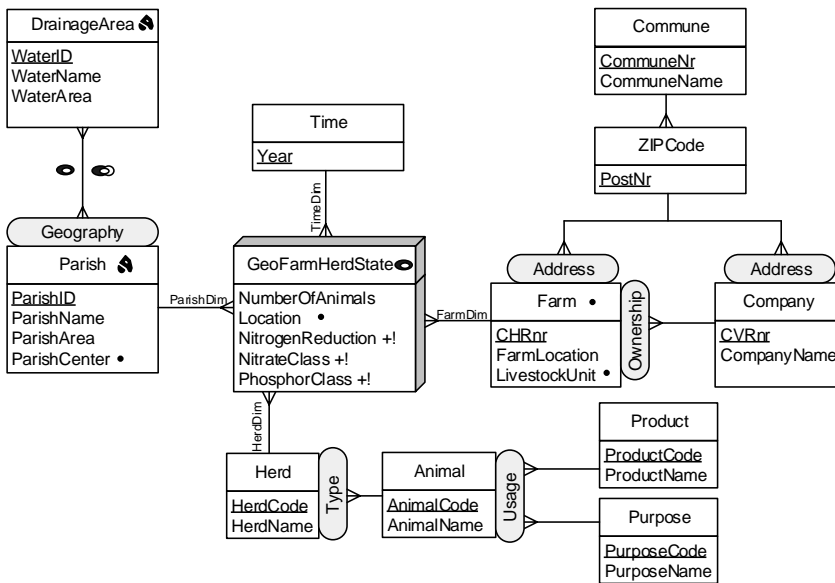 DrainageArea
WaterID
WaterName
WaterArea
Geography
Parish
ParishID
ParishName
ParishArea
ParishCenter
ParishDim
Time
Year
TimeDim
GeoFarmHerdState
NumberOfAnimals
Location
NitrogenReduction +!
NitrateClass +!
PhosphorClass +!
FarmDim
HerdDim
Commune
CommuneNr
CommuneName
ZIPCode
PostNr
Address
Farm
CHRnr
FarmLocation
LivestockUnit
Ownership
Address
Company
CVRnr
CompanyName
Herd
HerdCode
HerdName
Type
Animal
AnimalCode
AnimalName
Usage
Product
ProductCode
ProductName
Purpose
PurposeCode
PurposeName